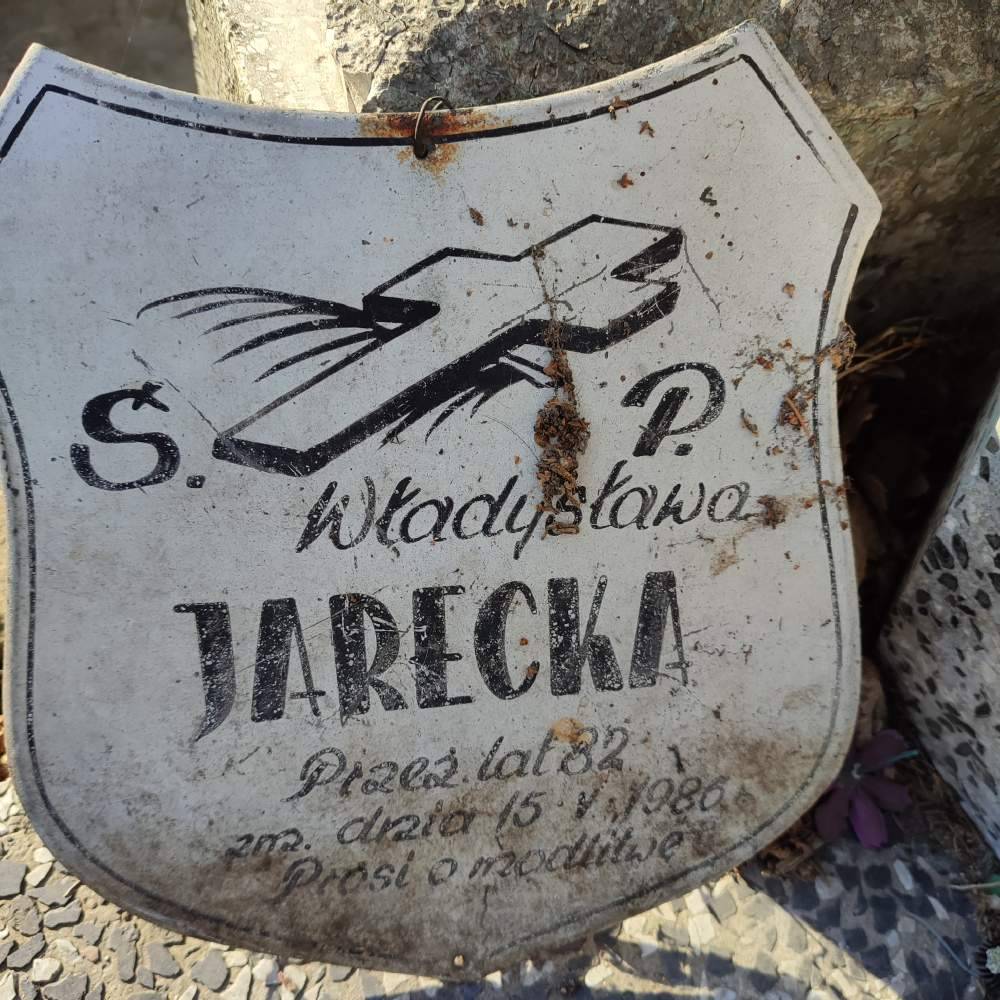 Ś. P.
Władysława
JARECKA
Przeż. lat 82
zm. dnia 15 V 1986
Prosi o modlitwę